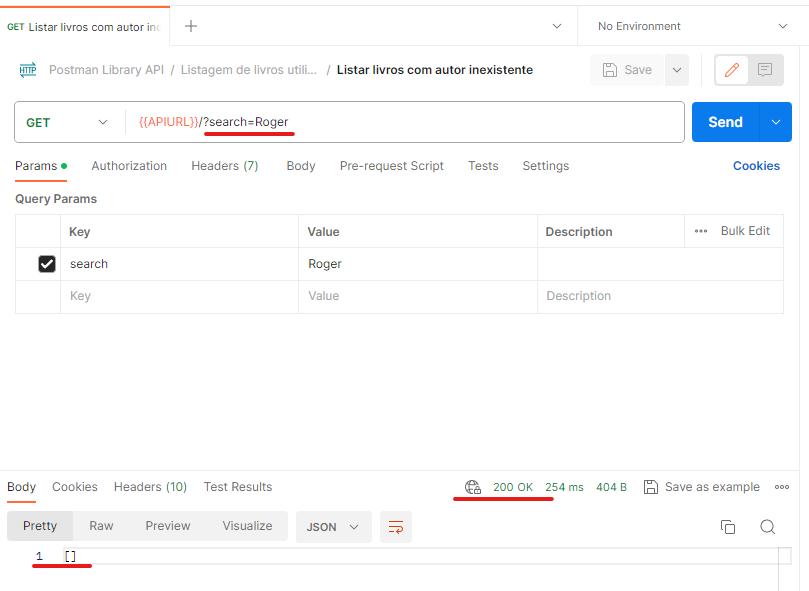 GET Listar livros com autor ine
No Environment
HTTP Postman Library API / Listagem de livros utili... / Listar livros com autor inexistente
Save
GET {{APIURL}}/?search=Roger Send
Params Authorization Headers (7) Body Pre-request Script Tests Settings Cookies
Query Params
Key Value Description Bulk Edit
search Roger
Key Value Description
Body Cookies Headers (10) Test Results 200 OK 254 ms 404 B Save as example
Pretty Raw Preview Visualize JSON
1 []